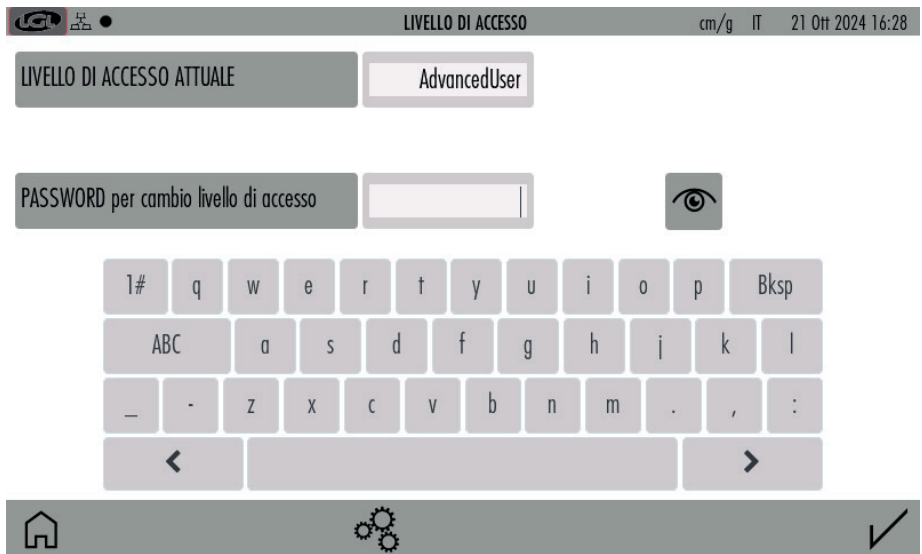 LGL LIVELLO DI ACCESSO cm/g IT 21 Ott 2024 16:28
LIVELLO DI ACCESSO ATTUALE AdvancedUser
PASSWORD per cambio livello di accesso
1# q w e r t y u i o p Bksp
ABC a s d f g h j k l
_ - z x c v b n m . , :